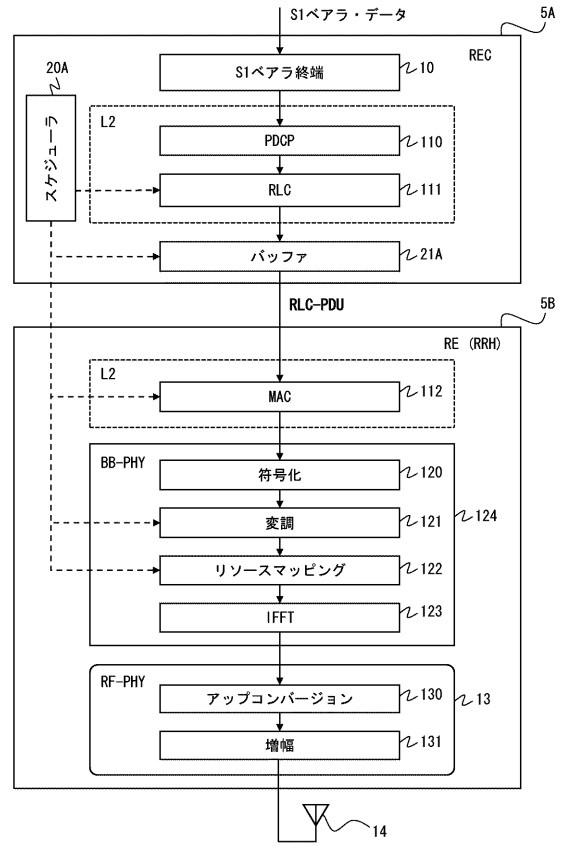 S1ベアラ・データ
5A
REC
20A
スケジューラ
S1ベアラ終端
10
L2
PDCP
110
RLC
111
バッファ
21A
RLC-PDU
5B
RE (RRH)
L2
MAC
112
BB-PHY
符号化
120
変調
121
124
リソースマッピング
122
IFFT
123
RF-PHY
アップコンバージョン
130
13
増幅
131
14